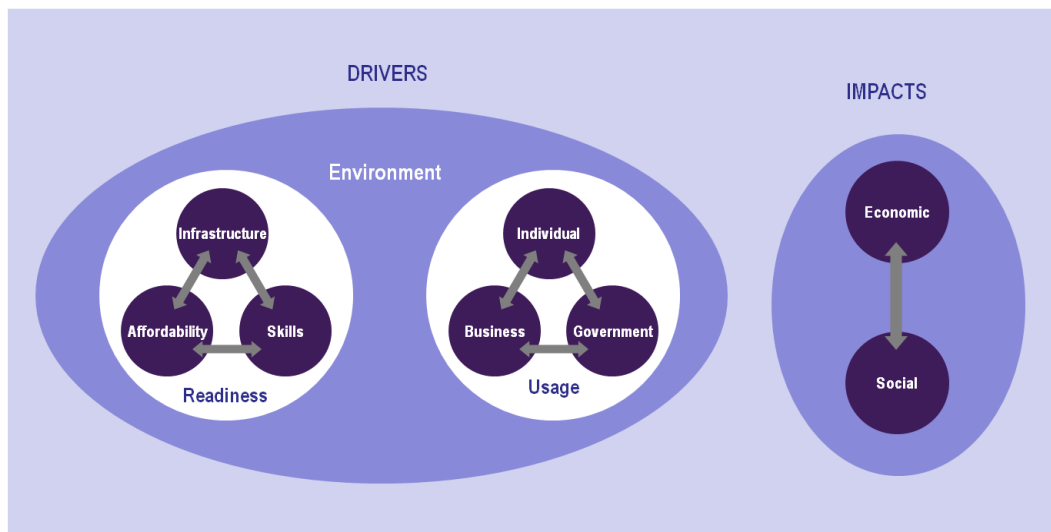 DRIVERS
IMPACTS
Environment
Infrastructure
Affordability
Skills
Readiness
Individual
Business
Government
Usage
Economic
Social